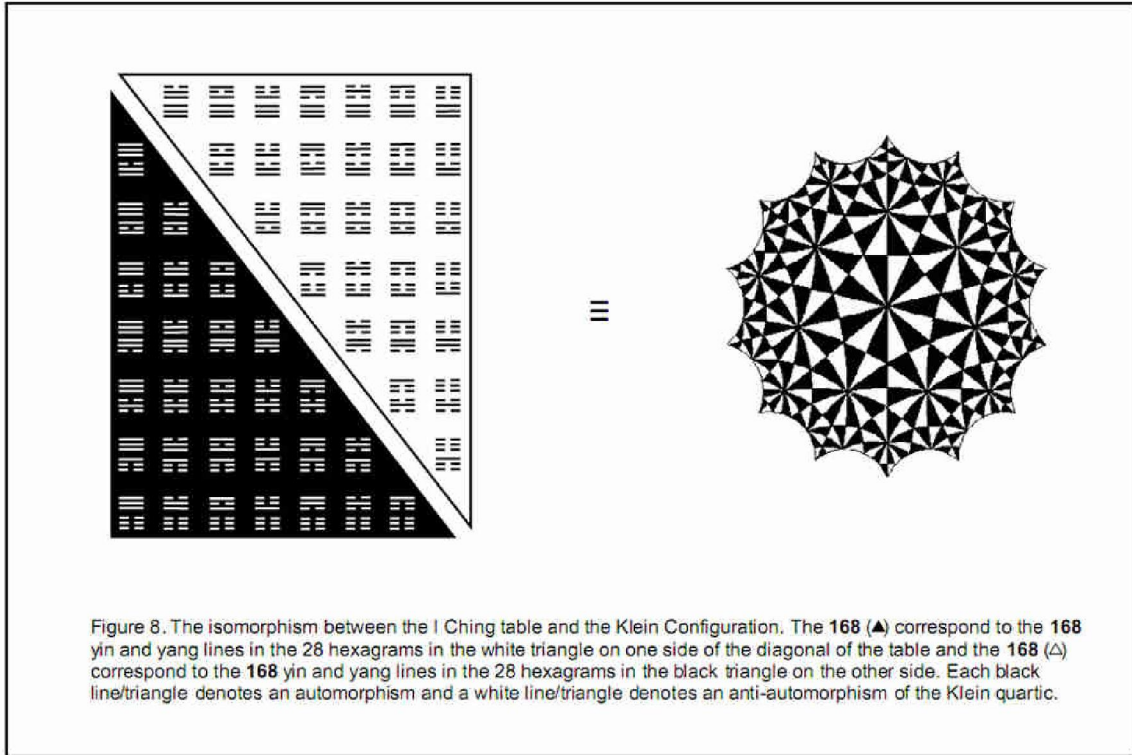 ≡
Figure 8. The isomorphism between the I Ching table and the Klein Configuration. The 168 (▲) correspond to the 168
yin and yang lines in the 28 hexagrams in the white triangle on one side of the diagonal of the table and the 168 (△)
correspond to the 168 yin and yang lines in the 28 hexagrams in the black triangle on the other side. Each black
line/triangle denotes an automorphism and a white line/triangle denotes an anti-automorphism of the Klein quartic.